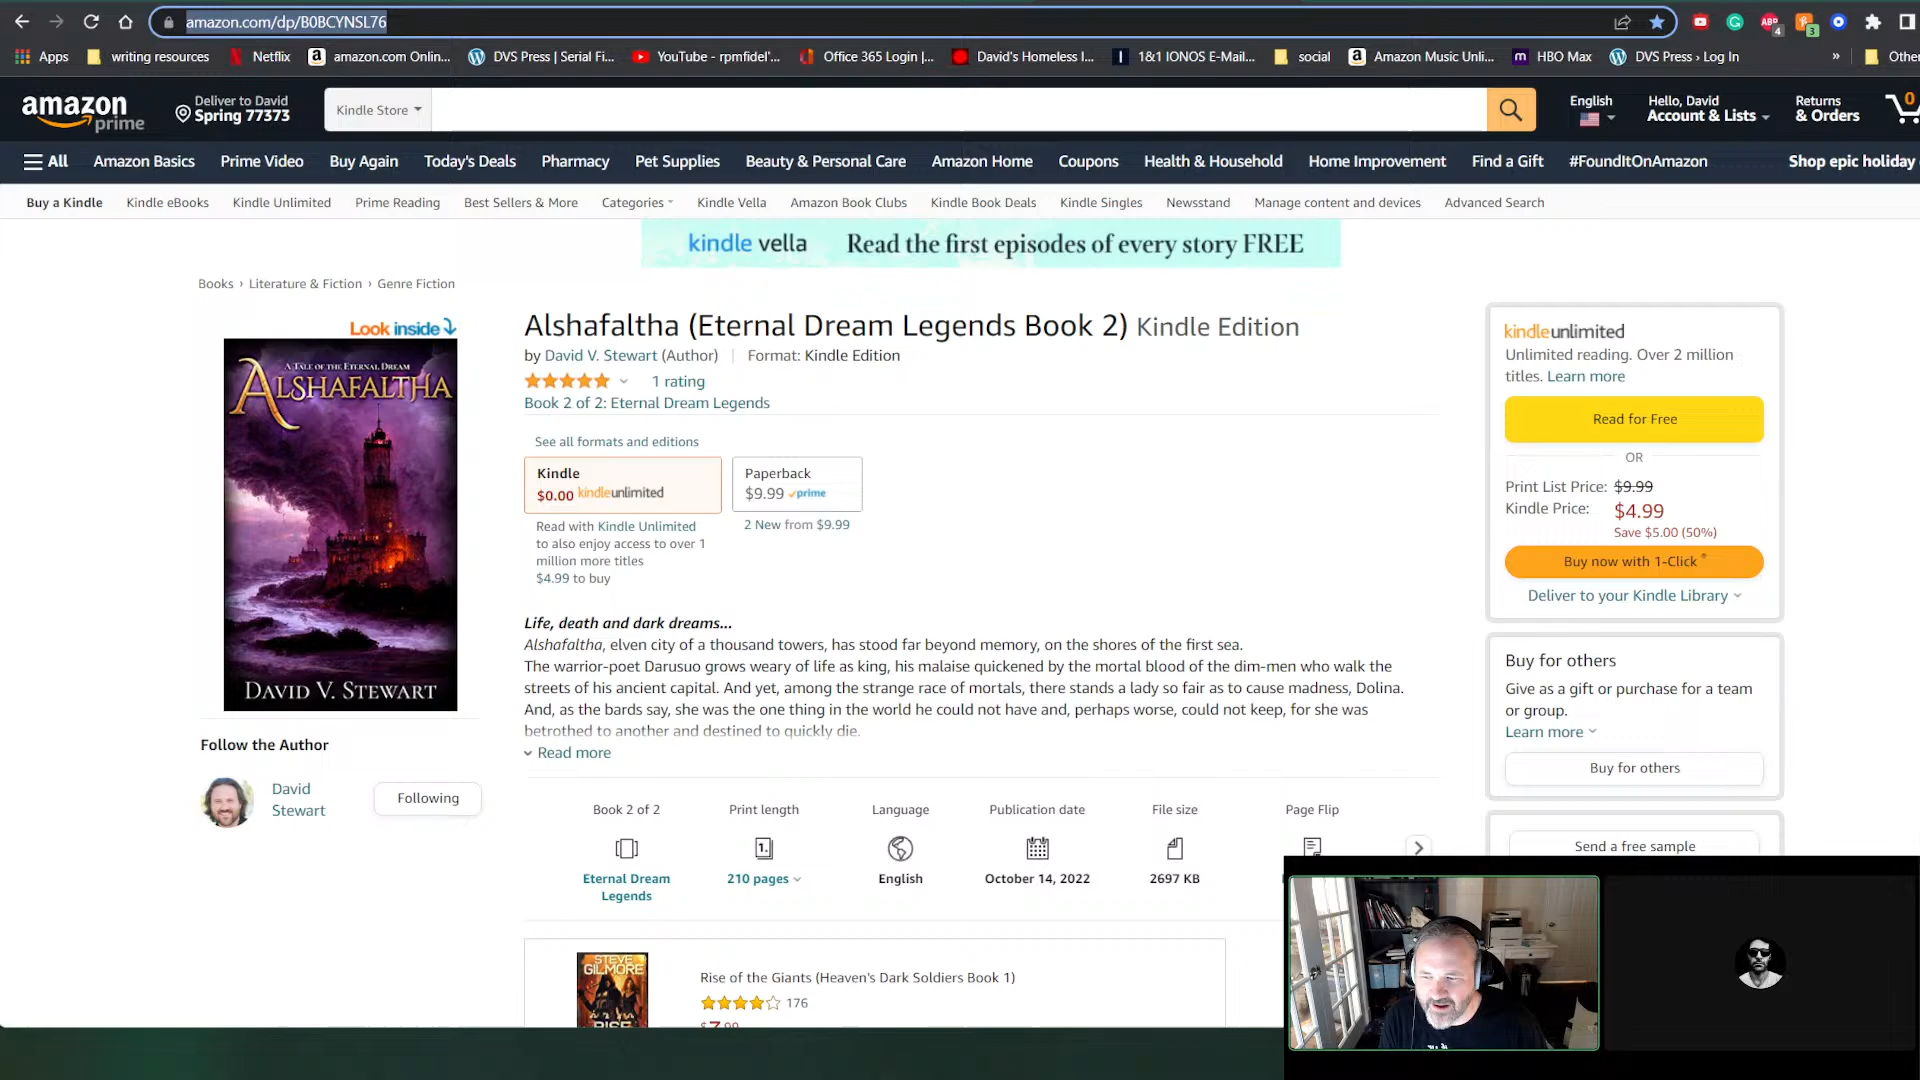 amazon.com/dp/B0BCYNSL76
ABP
4
3
Apps
writing resources
Netflix
amazon.com Onlin...
DVS Press | Serial Fi...
YouTube - rpmfidel'...
Office 365 Login |...
David's Homeless I...
1&1 IONOS E-Mail...
social
Amazon Music Unli...
HBO Max
DVS Press › Log In
»
Other
amazon prime
Deliver to David
Spring 77373
Kindle Store
English
Hello, David
Account & Lists
Returns
& Orders
0
All
Amazon Basics
Prime Video
Buy Again
Today's Deals
Pharmacy
Pet Supplies
Beauty & Personal Care
Amazon Home
Coupons
Health & Household
Home Improvement
Find a Gift
#FoundItOnAmazon
Shop epic holiday
Buy a Kindle
Kindle eBooks
Kindle Unlimited
Prime Reading
Best Sellers & More
Categories
Kindle Vella
Amazon Book Clubs
Kindle Book Deals
Kindle Singles
Newsstand
Manage content and devices
Advanced Search
kindle vella Read the first episodes of every story FREE
Books › Literature & Fiction › Genre Fiction
Look inside
A TALE OF THE ETERNAL DREAM
ALSHAFALTHA
DAVID V. STEWART
Follow the Author
David
Stewart
Following
Alshafaltha (Eternal Dream Legends Book 2) Kindle Edition
by David V. Stewart (Author) | Format: Kindle Edition
1 rating
Book 2 of 2: Eternal Dream Legends
See all formats and editions
Kindle
$0.00 kindleunlimited
Paperback
$9.99 prime
Read with Kindle Unlimited
to also enjoy access to over 1
million more titles
$4.99 to buy
2 New from $9.99
Life, death and dark dreams...
Alshafaltha, elven city of a thousand towers, has stood far beyond memory, on the shores of the first sea.
The warrior-poet Darusuo grows weary of life as king, his malaise quickened by the mortal blood of the dim-men who walk the
streets of his ancient capital. And yet, among the strange race of mortals, there stands a lady so fair as to cause madness, Dolina.
And, as the bards say, she was the one thing in the world he could not have and, perhaps worse, could not keep, for she was
betrothed to another and destined to quickly die.
Read more
Book 2 of 2
Eternal Dream
Legends
Print length
1.
210 pages
Language
English
Publication date
October 14, 2022
File size
2697 KB
Page Flip
STEVE
GILMORE
RISE
Rise of the Giants (Heaven's Dark Soldiers Book 1)
176
$7.99
kindleunlimited
Unlimited reading. Over 2 million
titles. Learn more
Read for Free
OR
Print List Price: $9.99
Kindle Price: $4.99
Save $5.00 (50%)
Buy now with 1-Click ®
Deliver to your Kindle Library
Buy for others
Give as a gift or purchase for a team
or group.
Learn more
Buy for others
Send a free sample